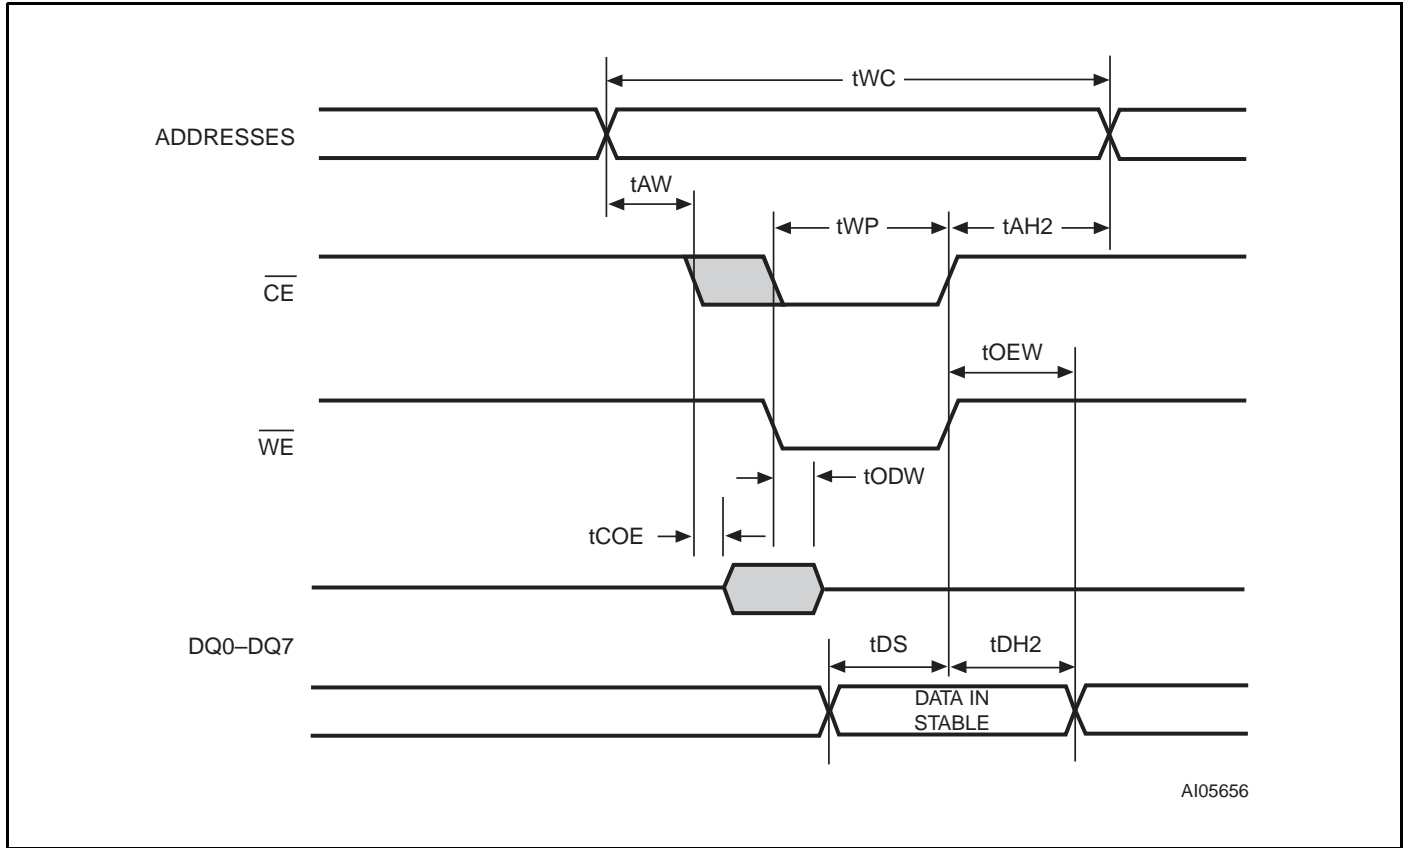 tWC
ADDRESSES
tAW
tWP
tAH2
CE
tOEW
WE
tODW
tCOE
DQ0–DQ7
tDS
tDH2
DATA IN
STABLE
AI05656